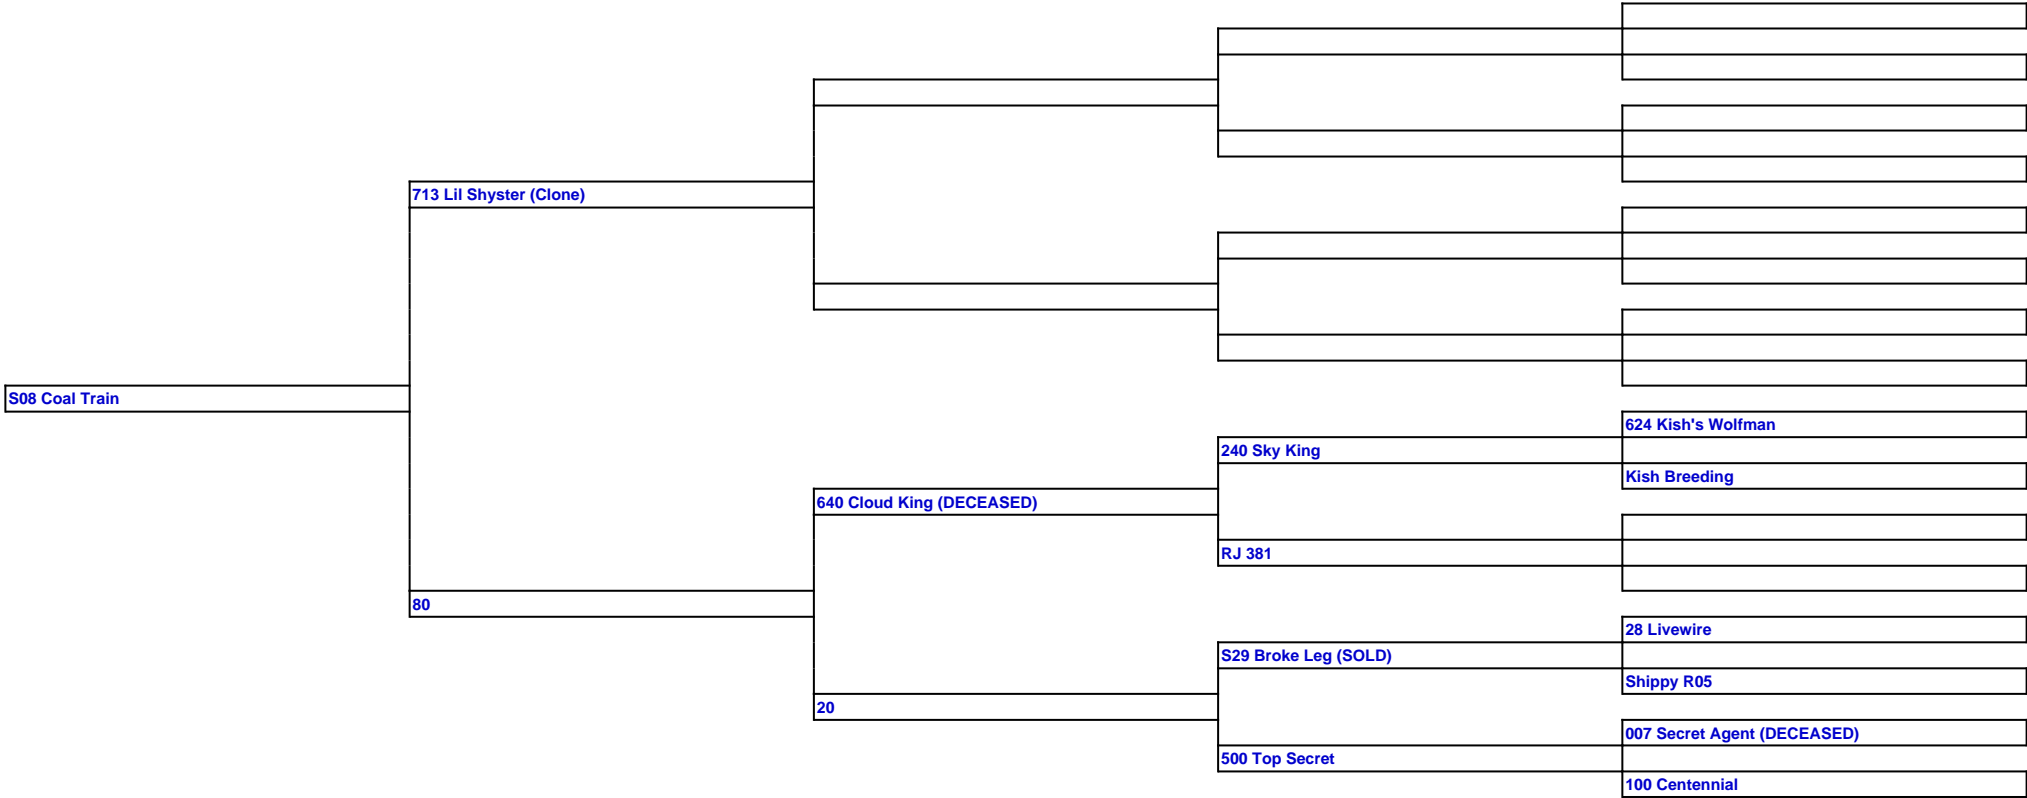 713 Lil Shyster (Clone)
S08 Coal Train
624 Kish's Wolfman
240 Sky King
Kish Breeding
640 Cloud King (DECEASED)
RJ 381
80
28 Livewire
S29 Broke Leg (SOLD)
Shippy R05
20
007 Secret Agent (DECEASED)
500 Top Secret
100 Centennial